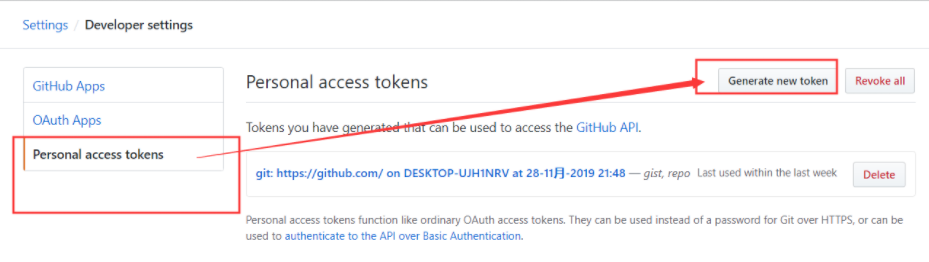 Settings / Developer settings
GitHub Apps
OAuth Apps
Personal access tokens
Personal access tokens
Generate new token
Revoke all
Tokens you have generated that can be used to access the GitHub API.
git: https://github.com/ on DESKTOP-UJH1NRV at 28-11月-2019 21:48 — gist, repo Last used within the last week
Delete
Personal access tokens function like ordinary OAuth access tokens. They can be used instead of a password for Git over HTTPS, or can be
used to authenticate to the API over Basic Authentication.